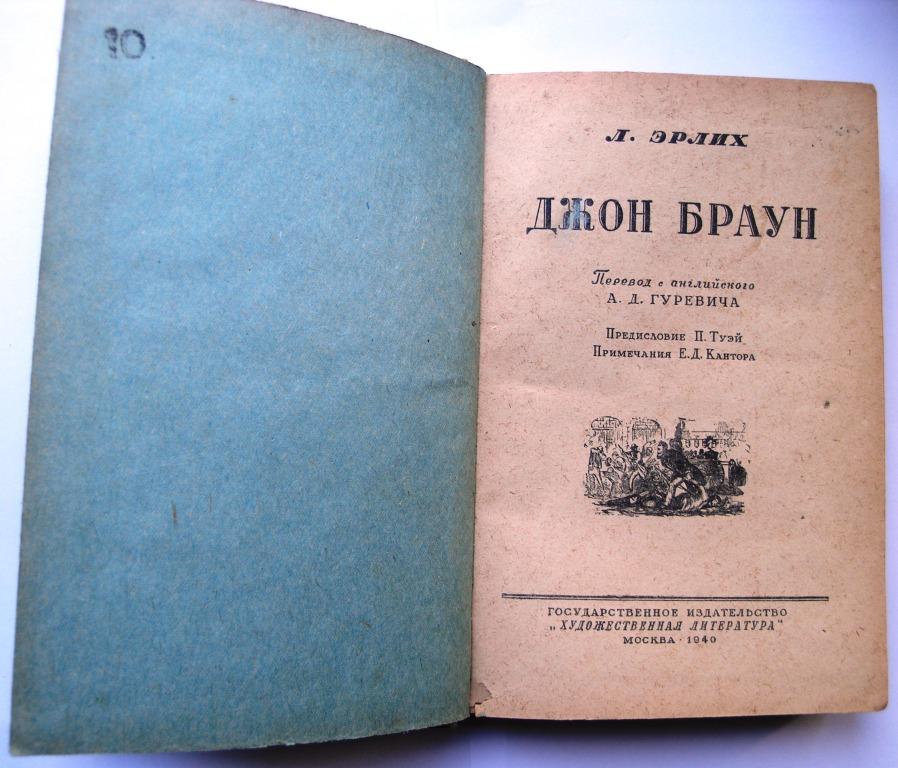 10
Л. ЭРЛИХ
ДЖОН БРАУН
Перевод с английского
А. Д. ГУРЕВИЧА
Предисловие П. Туэй
Примечания Е. Д. Кантора
ГОСУДАРСТВЕННОЕ ИЗДАТЕЛЬСТВО
„ХУДОЖЕСТВЕННАЯ ЛИТЕРАТУРА"
МОСКВА · 1940